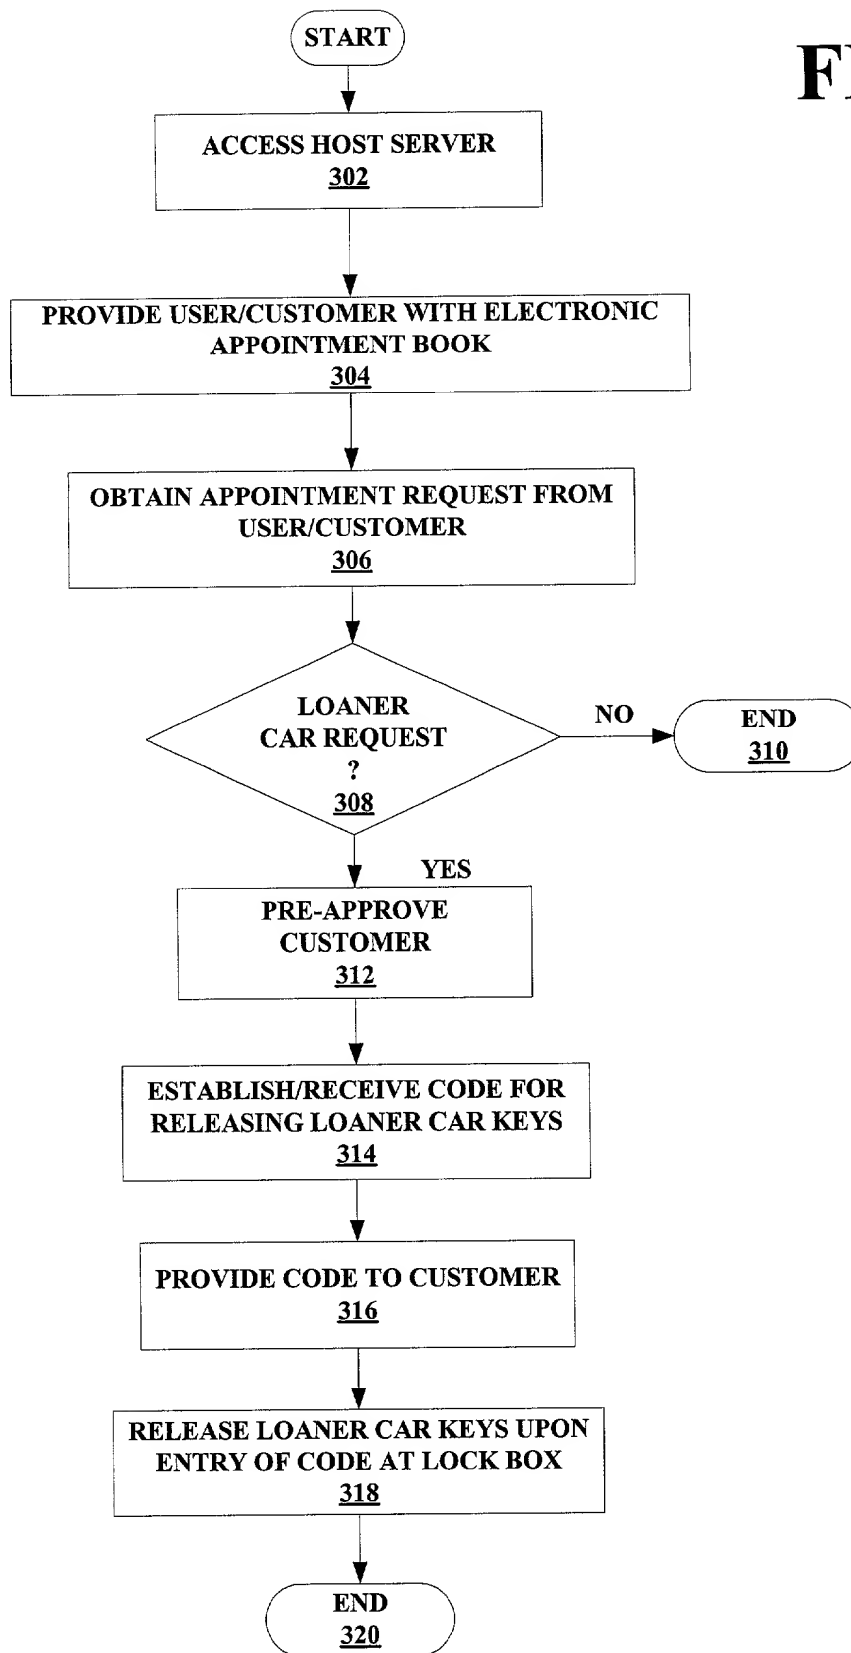 START
ACCESS HOST SERVER
302
PROVIDE USER/CUSTOMER WITH ELECTRONIC
APPOINTMENT BOOK
304
OBTAIN APPOINTMENT REQUEST FROM
USER/CUSTOMER
306
LOANER
CAR REQUEST
?
308
NO
END
310
YES
PRE-APPROVE
CUSTOMER
312
ESTABLISH/RECEIVE CODE FOR
RELEASING LOANER CAR KEYS
314
PROVIDE CODE TO CUSTOMER
316
RELEASE LOANER CAR KEYS UPON
ENTRY OF CODE AT LOCK BOX
318
END
320